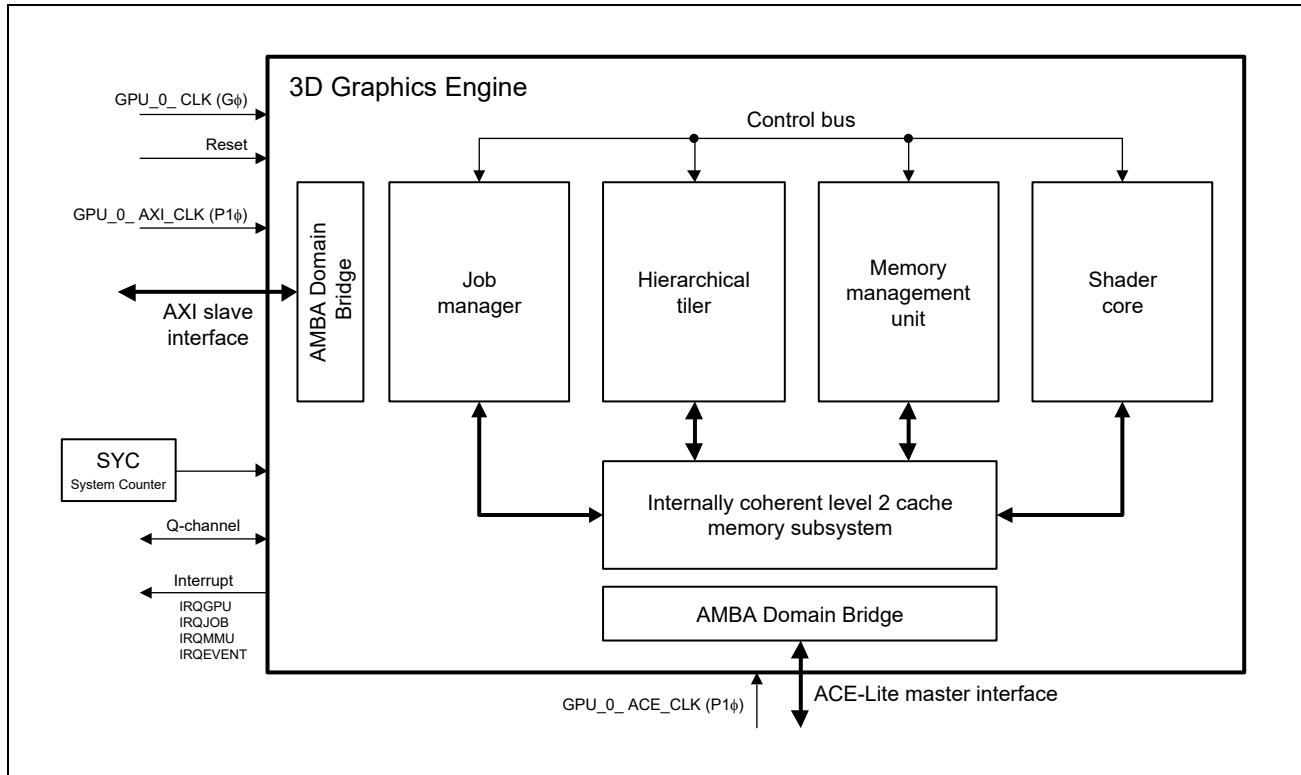 3D Graphics Engine
GPU_0_ CLK (Gϕ)
Control bus
Reset
GPU_0_ AXI_CLK (P1ϕ)
AMBA Domain
Bridge
Job
manager
Hierarchical
tiler
Memory
management
unit
Shader
core
AXI slave
interface
SYC
System Counter
Internally coherent level 2 cache
memory subsystem
Q-channel
Interrupt
IRQGPU
IRQJOB
IRQMMU
IRQEVENT
AMBA Domain Bridge
GPU_0_ ACE_CLK (P1ϕ)
ACE-Lite master interface